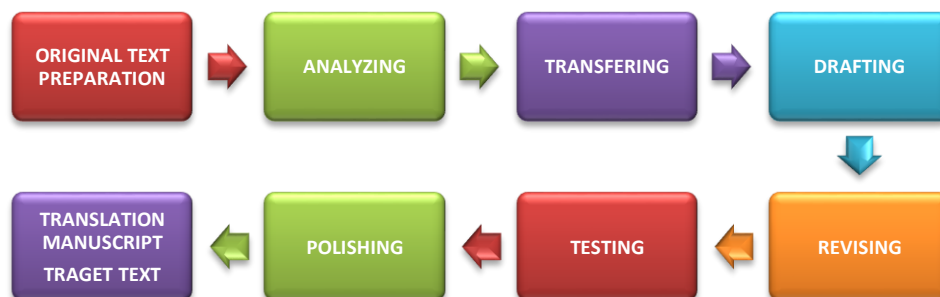 ORIGINAL TEXT
PREPARATION
ANALYZING
TRANSFERING
DRAFTING
REVISING
TESTING
POLISHING
TRANSLATION
MANUSCRIPT
TRAGET TEXT